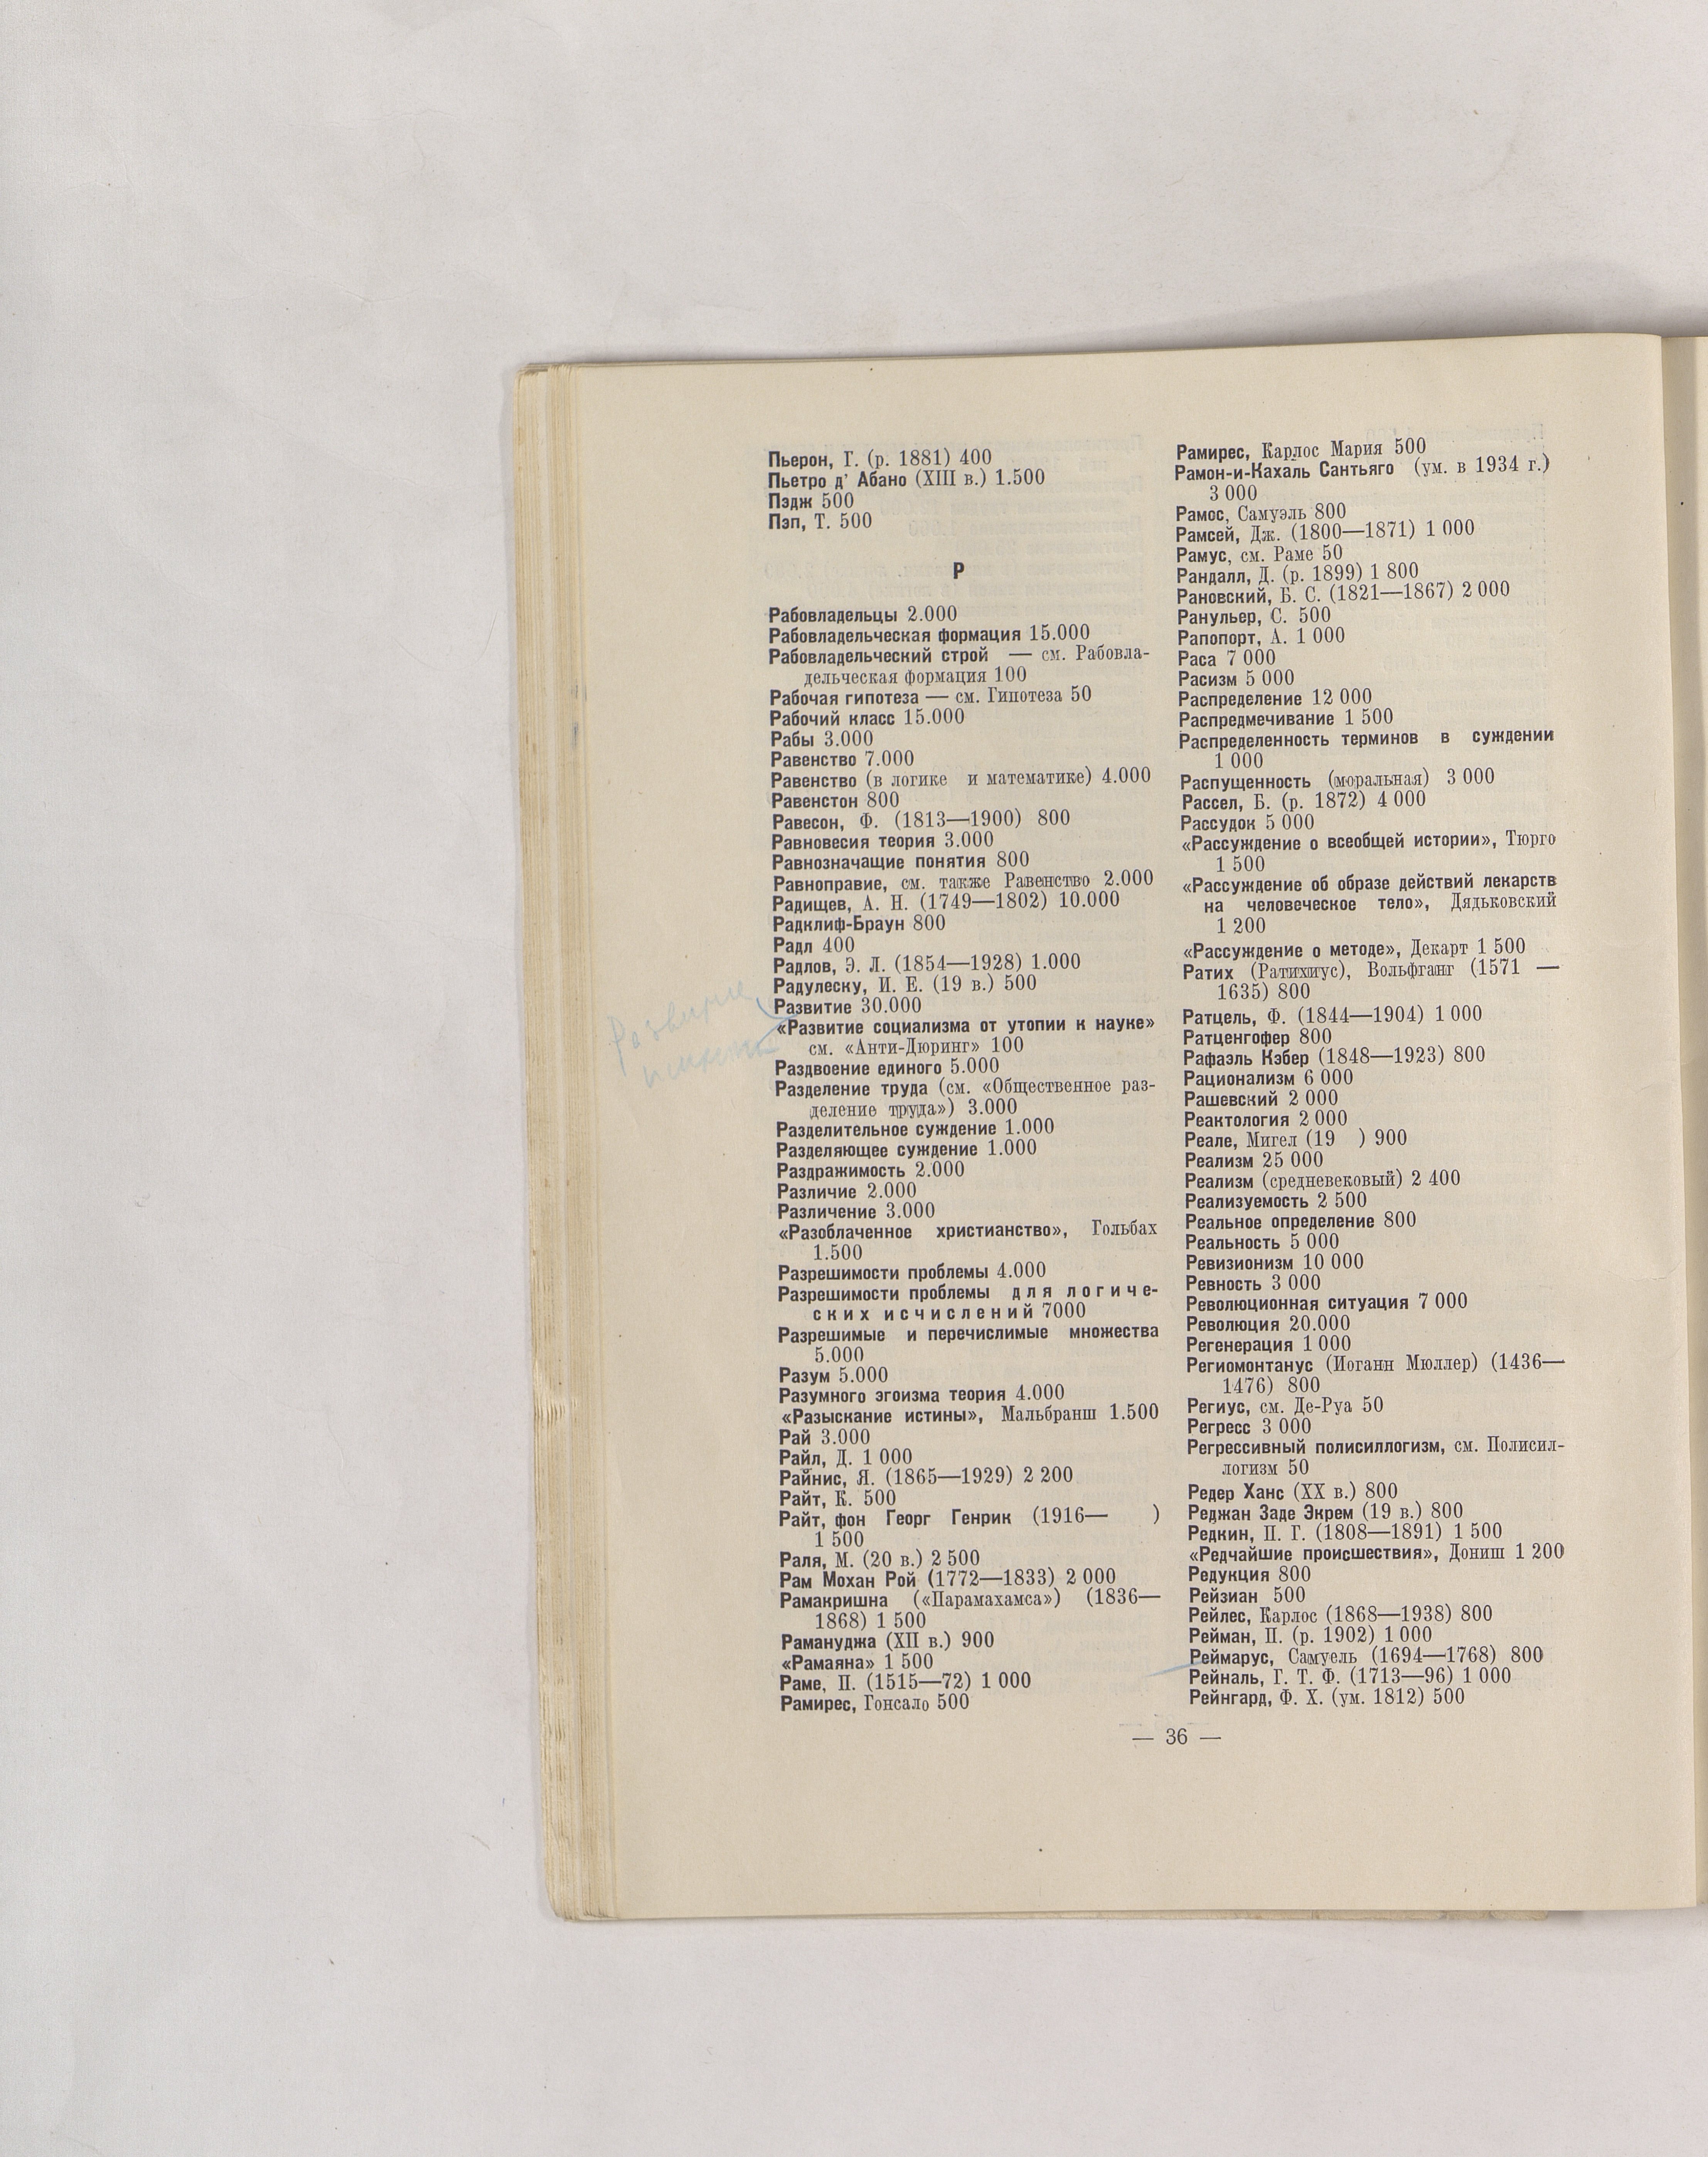 Пьерон, Г. (р. 1881) 400
Пьетро д' Абано (XIII в.) 1.500
Пэдж 500
Пэп, Т. 500
Р
Рабовладельцы 2.000
Рабовладельческая формация 15.000
Рабовладельческий строй — см. Рабовла-
дельческая формация 100
Рабочая гипотеза — см. Гипотеза 50
Рабочий класс 15.000
Рабы 3.000
Равенство 7.000
Равенство (в логике и математике) 4.000
Равенстон 800
Равесон, Ф. (1813—1900) 800
Равновесия теория 3.000
Равнозначащие понятия 800
Равноправие, см. также Равенство 2.000
Радищев, А. Н. (1749—1802) 10.000
Радклиф-Браун 800
Радл 400
Радлов, Э. Л. (1854—1928) 1.000
Радулеску, И. Е. (19 в.) 500
Развитие 30.000
«Развитие социализма от утопии к науке»
см. «Анти-Дюринг» 100
Раздвоение единого 5.000
Разделение труда (см. «Общественное раз-
деление труда») 3.000
Разделительное суждение 1.000
Разделяющее суждение 1.000
Раздражимость 2.000
Различие 2.000
Различение 3.000
«Разоблаченное христианство», Гольбах
1.500
Разрешимости проблемы 4.000
Разрешимости проблемы для логиче-
ских исчислений 7000
Разрешимые и перечислимые множества
5.000
Разум 5.000
Разумного эгоизма теория 4.000
«Разыскание истины», Мальбранш 1.500
Рай 3.000
Райл, Д. 1 000
Райнис, Я. (1865—1929) 2 200
Райт, К. 500
Райт, фон Георг Генрик (1916— )
1 500
Раля, М. (20 в.) 2 500
Рам Мохан Рой (1772—1833) 2 000
Рамакришна («Парамахамса») (1836—
1868) 1 500
Рамануджа (XII в.) 900
«Рамаяна» 1 500
Раме, П. (1515—72) 1 000
Рамирес, Гонсало 500
Рамирес, Карлос Мария 500
Рамон-и-Кахаль Сантьяго (ум. в 1934 г.)
3 000
Рамос, Самуэль 800
Рамсей, Дж. (1800—1871) 1 000
Рамус, см. Раме 50
Рандалл, Д. (р. 1899) 1 800
Рановский, Б. С. (1821—1867) 2 000
Ранульер, С. 500
Рапопорт, А. 1 000
Раса 7 000
Расизм 5 000
Распределение 12 000
Распредмечивание 1 500
Распределенность терминов в суждении
1 000
Распущенность (моральная) 3 000
Рассел, Б. (р. 1872) 4 000
Рассудок 5 000
«Рассуждение о всеобщей истории», Тюрго
1 500
«Рассуждение об образе действий лекарств
на человеческое тело», Дядьковский
1 200
«Рассуждение о методе», Декарт 1 500
Ратих (Ратихиус), Вольфганг (1571 —
1635) 800
Ратцель, Ф. (1844—1904) 1 000
Ратценгофер 800
Рафаэль Кэбер (1848—1923) 800
Рационализм 6 000
Рашевский 2 000
Реактология 2 000
Реале, Мигел (19 ) 900
Реализм 25 000
Реализм (средневековый) 2 400
Реализуемость 2 500
Реальное определение 800
Реальность 5 000
Ревизионизм 10 000
Ревность 3 000
Революционная ситуация 7 000
Революция 20.000
Регенерация 1 000
Региомонтанус (Иоганн Мюллер) (1436—
1476) 800
Региус, см. Де-Руа 50
Регресс 3 000
Регрессивный полисиллогизм, см. Полисил-
логизм 50
Редер Ханс (XX в.) 800
Реджан Заде Экрем (19 в.) 800
Редкин, П. Г. (1808—1891) 1 500
«Редчайшие происшествия», Дониш 1 200
Редукция 800
Рейзиан 500
Рейлес, Карлос (1868—1938) 800
Рейман, П. (р. 1902) 1 000
Реймарус, Самуель (1694—1768) 800
Рейналь, Г. Т. Ф. (1713—96) 1 000
Рейнгард, Ф. Х. (ум. 1812) 500
— 36 —
Развитие